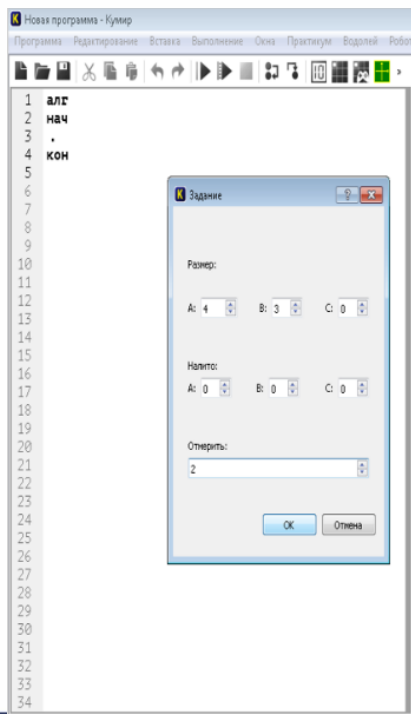 Новая программа - Кумир
Программа Редактирование Вставка Выполнение Окна Практикум Водолей Робот
1 алг
2 нач
3 .
4 кон
5
6
7
8
9
10
11
12
13
14
15
16
17
18
19
20
21
22
23
24
25
26
27
28
29
30
31
32
33
34
Задание
Размер:
A: 4 B: 3 C: 0
Налито:
A: 0 B: 0 C: 0
Отмерить:
2
OK Отмена